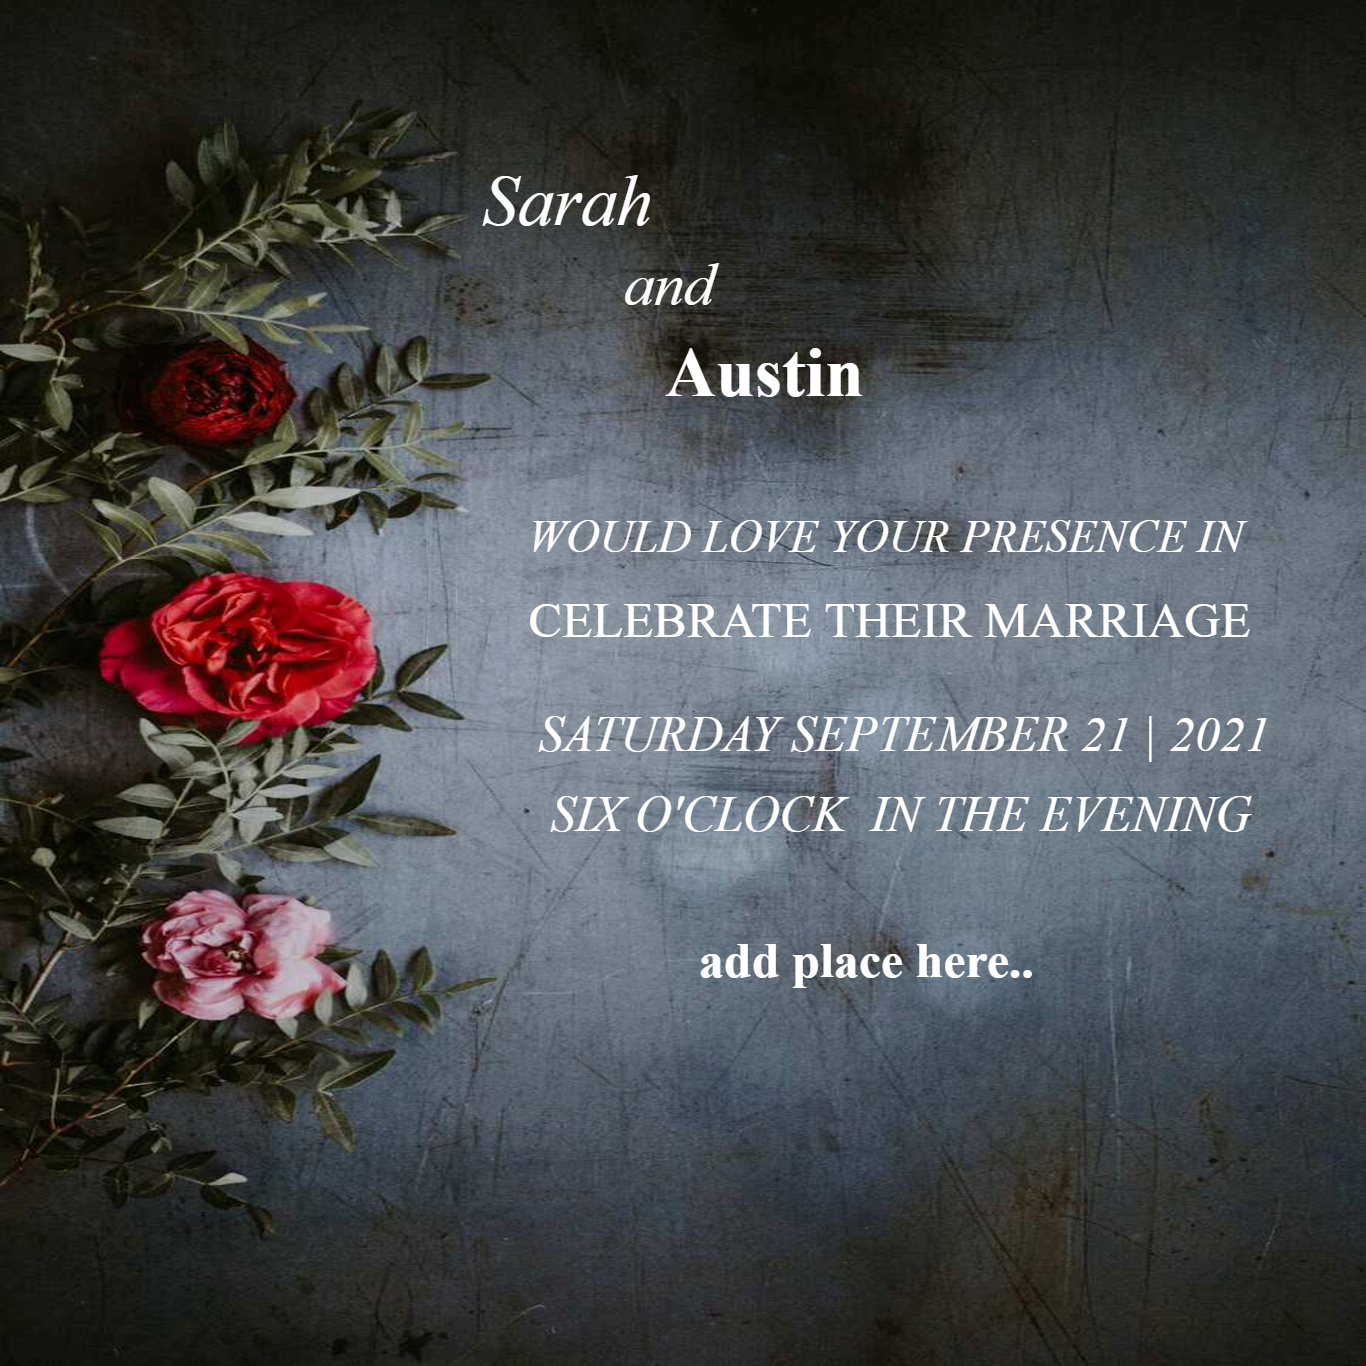 Sarah
and
Austin
WOULD LOVE YOUR PRESENCE IN
CELEBRATE THEIR MARRIAGE
SATURDAY SEPTEMBER 21 | 2021
SIX O'CLOCK  IN THE EVENING
add place here..